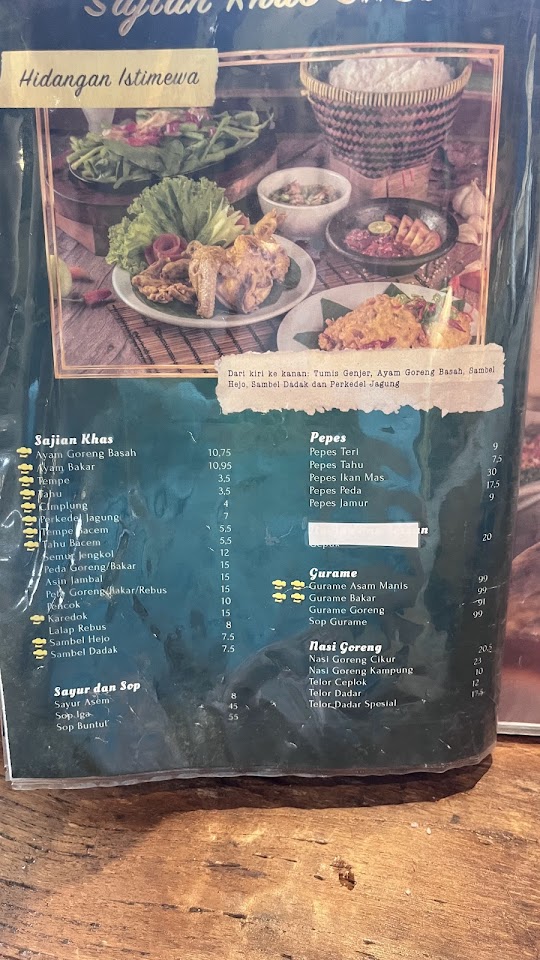 Sajian Khas
Hidangan Istimewa
Dari kiri ke kanan: Tumis Genjer, Ayam Goreng Basah, Sambel
Hejo, Sambel Dadak dan Perkedel Jagung
Sajian Khas
Ayam Goreng Basah 10,75
Ayam Bakar 10,95
Tempe 3,5
Tahu 3,5
Cimplung 4
Perkedel Jagung 7
Tempe Bacem 5,5
Tahu Bacem 5,5
Semur Jengkol 12
Peda Goreng/Bakar 15
Asin Jambal 15
Pete Goreng/Bakar/Rebus 15
Pencok 10
Karedok 15
Lalap Rebus 8
Sambel Hejo 7.5
Sambel Dadak 7.5
Sayur dan Sop
Sayur Asem 8
Sop Iga 45
Sop Buntut 55
Pepes
Pepes Teri 9
Pepes Tahu 7,5
Pepes Ikan Mas 30
Pepes Peda 17.5
Pepes Jamur 9
20
Gurame
Gurame Asam Manis 99
Gurame Bakar 99
Gurame Goreng 91
Sop Gurame 99
Nasi Goreng
Nasi Goreng Cikur 20.5
Nasi Goreng Kampung 23
Telor Ceplok 10
Telor Dadar 12
Telor Dadar Spesial 17.5